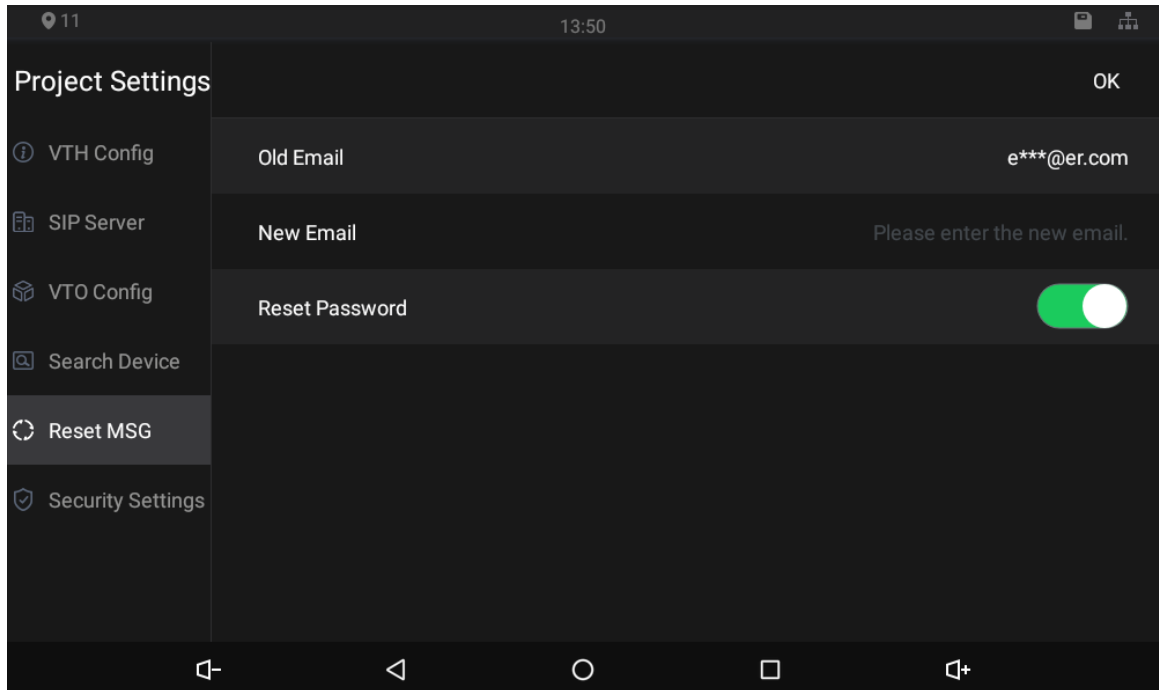 11
13:50
Project Settings
OK
VTH Config
SIP Server
VTO Config
Search Device
Reset MSG
Security Settings
Old Email
e***@er.com
New Email
Please enter the new email.
Reset Password